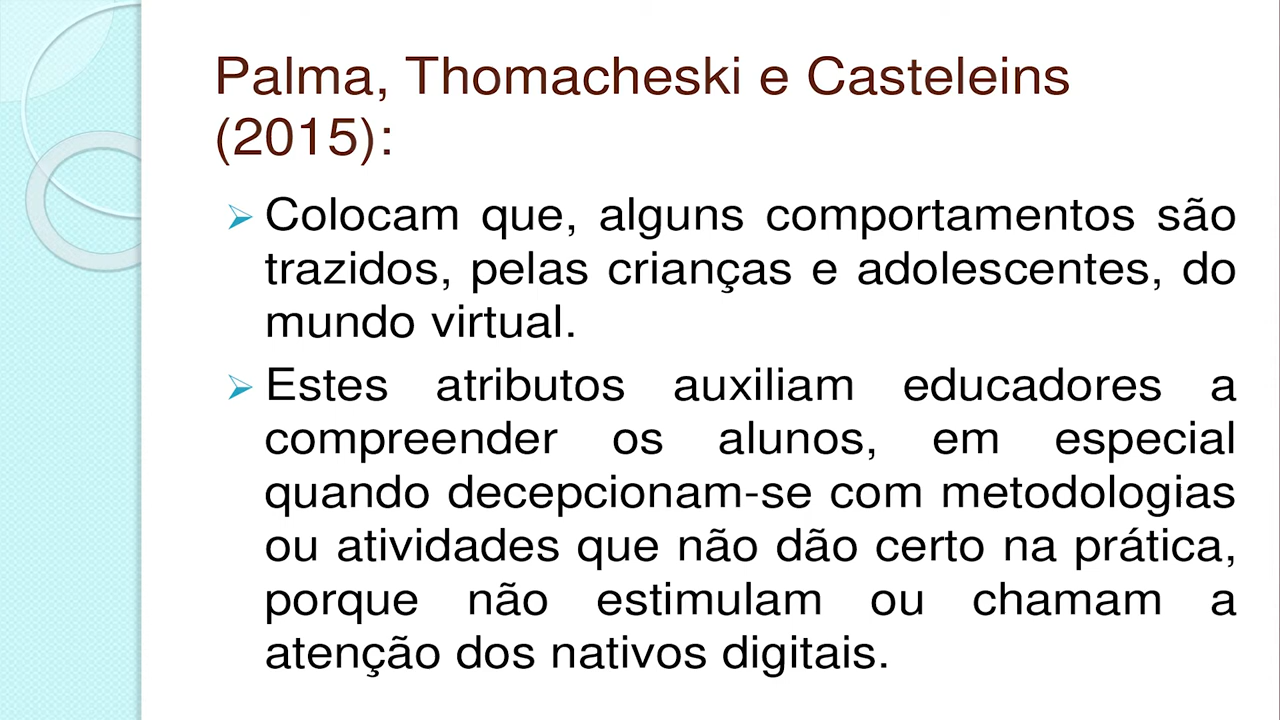 Palma, Thomacheski e Casteleins
(2015):
Colocam que, alguns comportamentos são
trazidos, pelas crianças e adolescentes, do
mundo virtual.
Estes atributos auxiliam educadores a
compreender os alunos, em especial
quando decepcionam-se com metodologias
ou atividades que não dão certo na prática,
porque não estimulam ou chamam a
atenção dos nativos digitais.